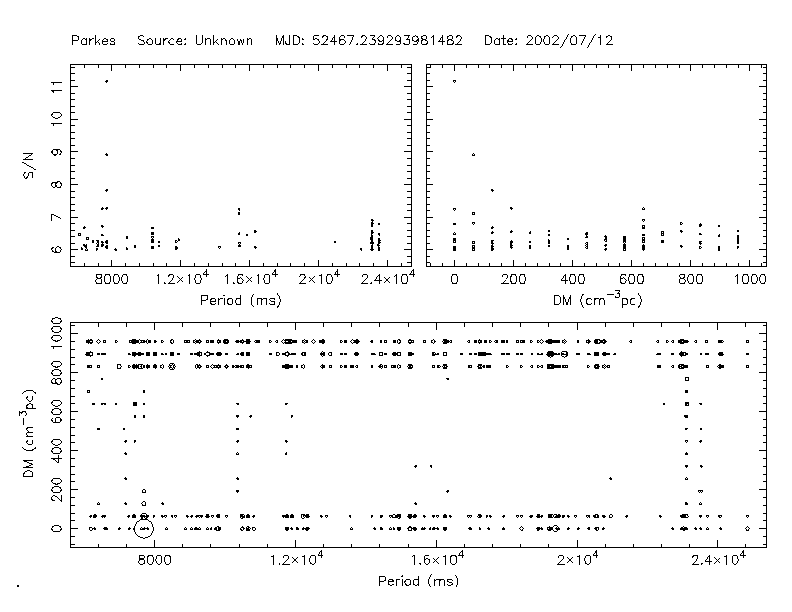 Parkes Source: Unknown MJD: 52467.239293981482 Date: 2002/07/12
S/N
6 7 8 9 10 11
8000 1.2×10⁴ 1.6×10⁴ 2×10⁴ 2.4×10⁴
Period (ms)
0 200 400 600 800 1000
DM (cm⁻³pc)
DM (cm⁻³pc)
0 200 400 600 800 1000
8000 1.2×10⁴ 1.6×10⁴ 2×10⁴ 2.4×10⁴
Period (ms)